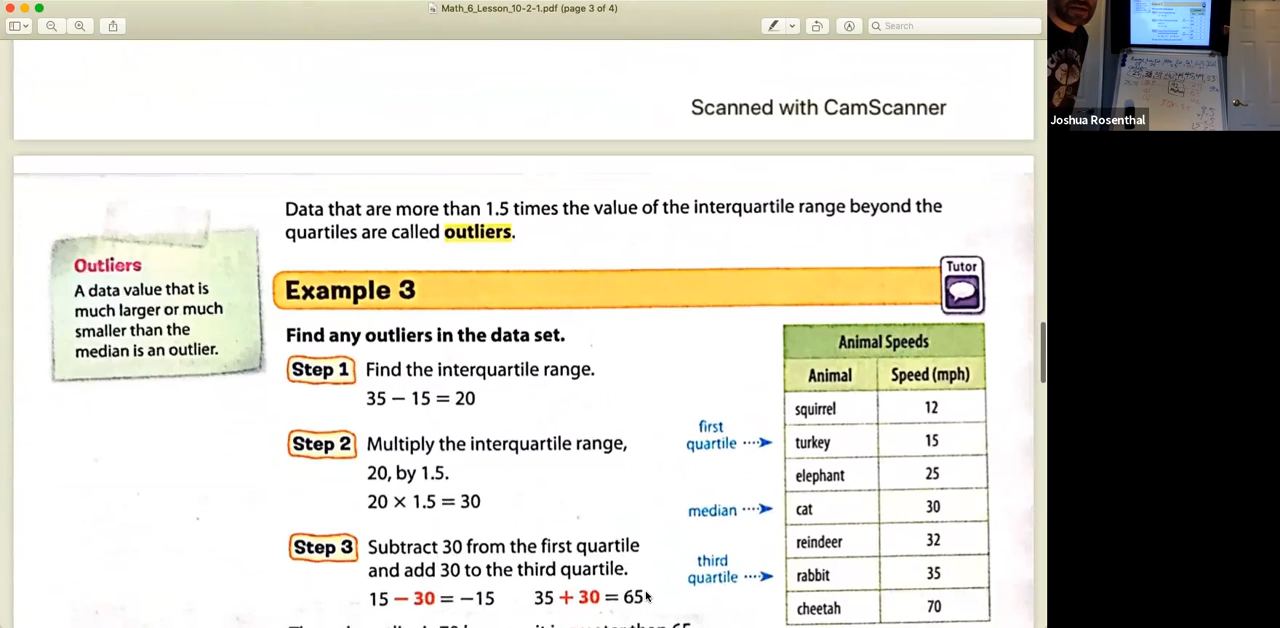 Math_6_Lesson_10-2-1.pdf (page 3 of 4)
Search
Joshua Rosenthal
Scanned with CamScanner
Data that are more than 1.5 times the value of the interquartile range beyond the
quartiles are called outliers.
Outliers
A data value that is
much larger or much
smaller than the
median is an outlier.
Example 3
Tutor
Find any outliers in the data set.
Step 1 Find the interquartile range.
35 − 15 = 20
Step 2 Multiply the interquartile range,
20, by 1.5.
20 × 1.5 = 30
Step 3 Subtract 30 from the first quartile
and add 30 to the third quartile.
15 − 30 = −15 35 + 30 = 65
first
quartile
median
third
quartile
Animal Speeds
Animal Speed (mph)
squirrel 12
turkey 15
elephant 25
cat 30
reindeer 32
rabbit 35
cheetah 70